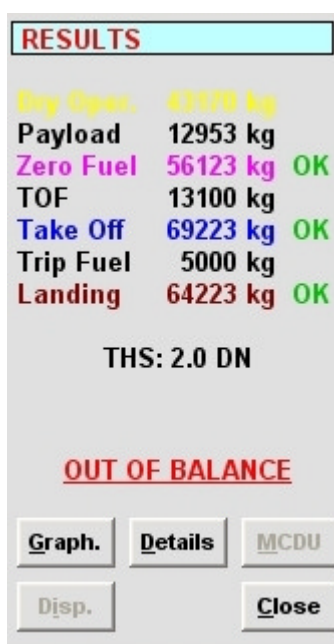 RESULTS
Dry Oper. 43170 kg
Payload 12953 kg
Zero Fuel 56123 kg OK
TOF 13100 kg
Take Off 69223 kg OK
Trip Fuel 5000 kg
Landing 64223 kg OK
THS: 2.0 DN
OUT OF BALANCE
Graph. Details MCDU
Disp. Close